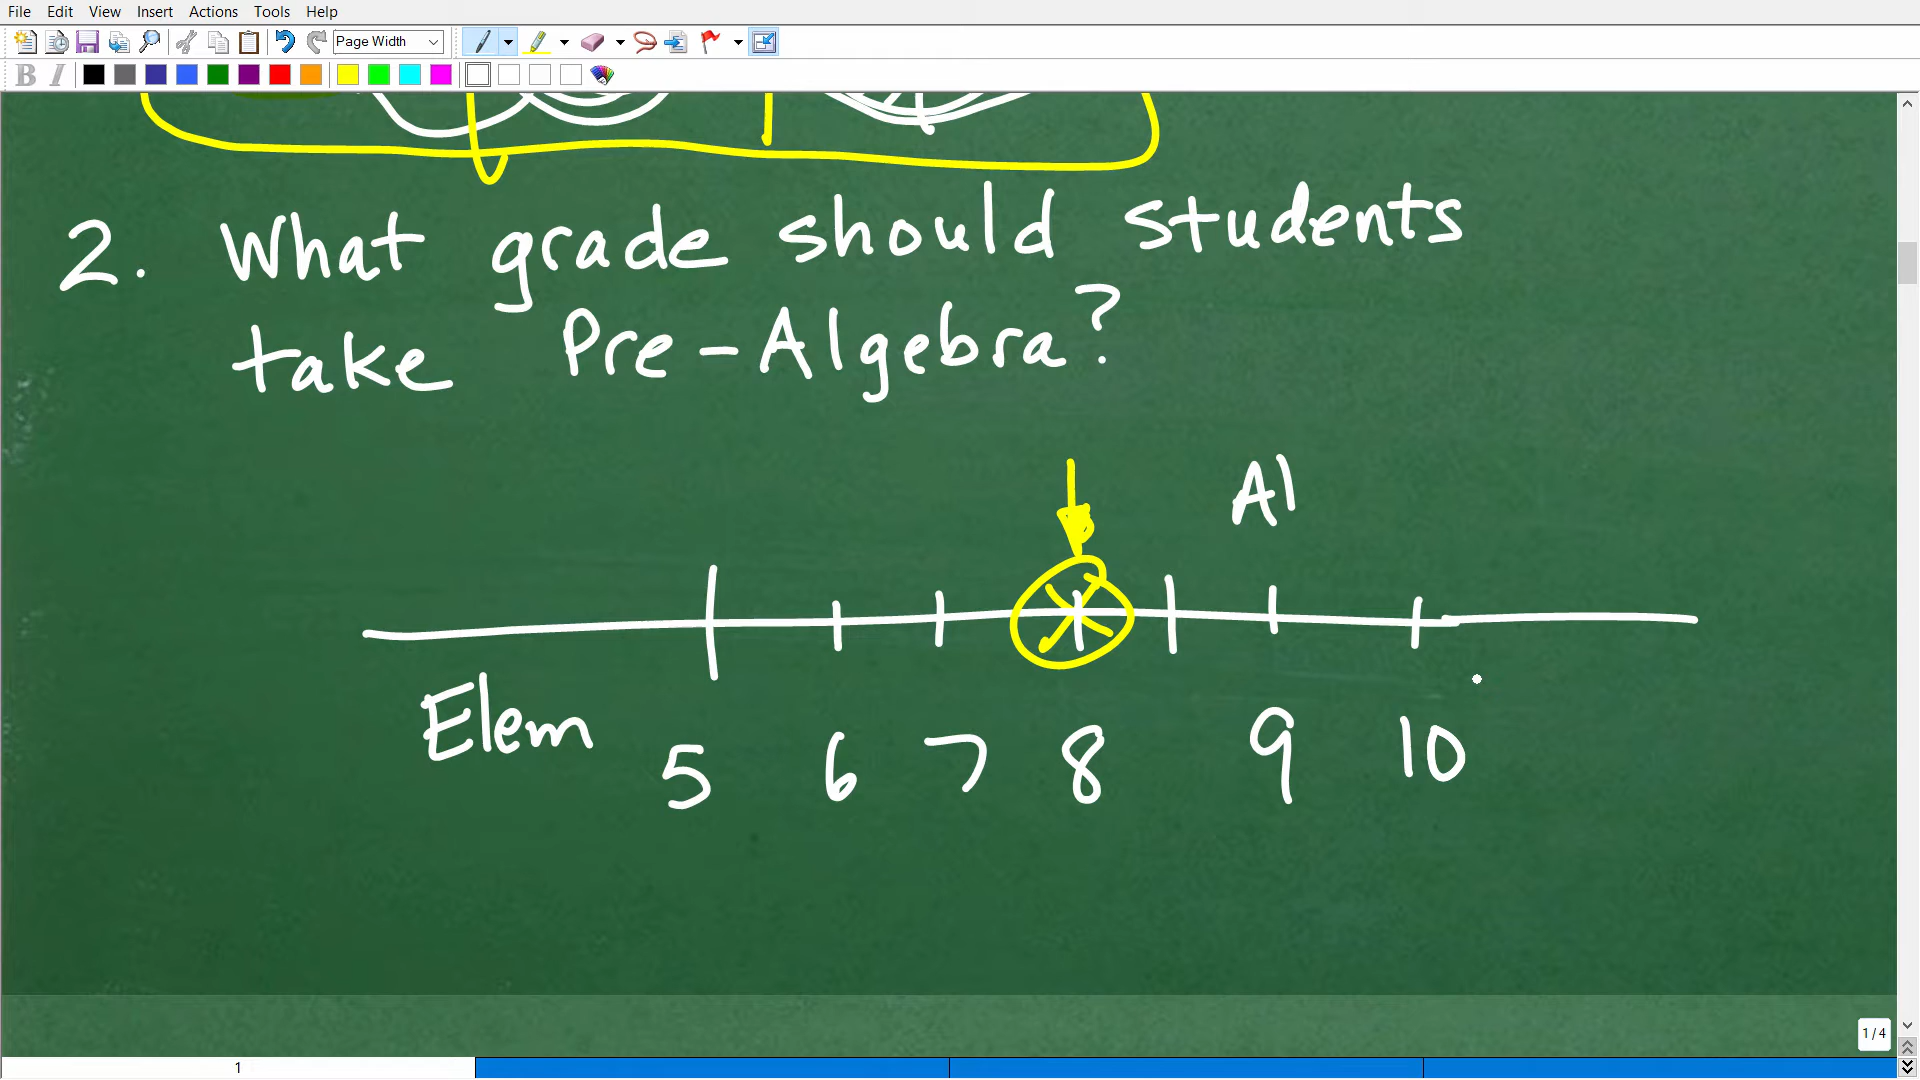 File Edit View Insert Actions Tools Help
Page Width
B I
2. What grade should students
take Pre-Algebra?
Al
Elem 5 6 7 8 9 10
1 / 4
1